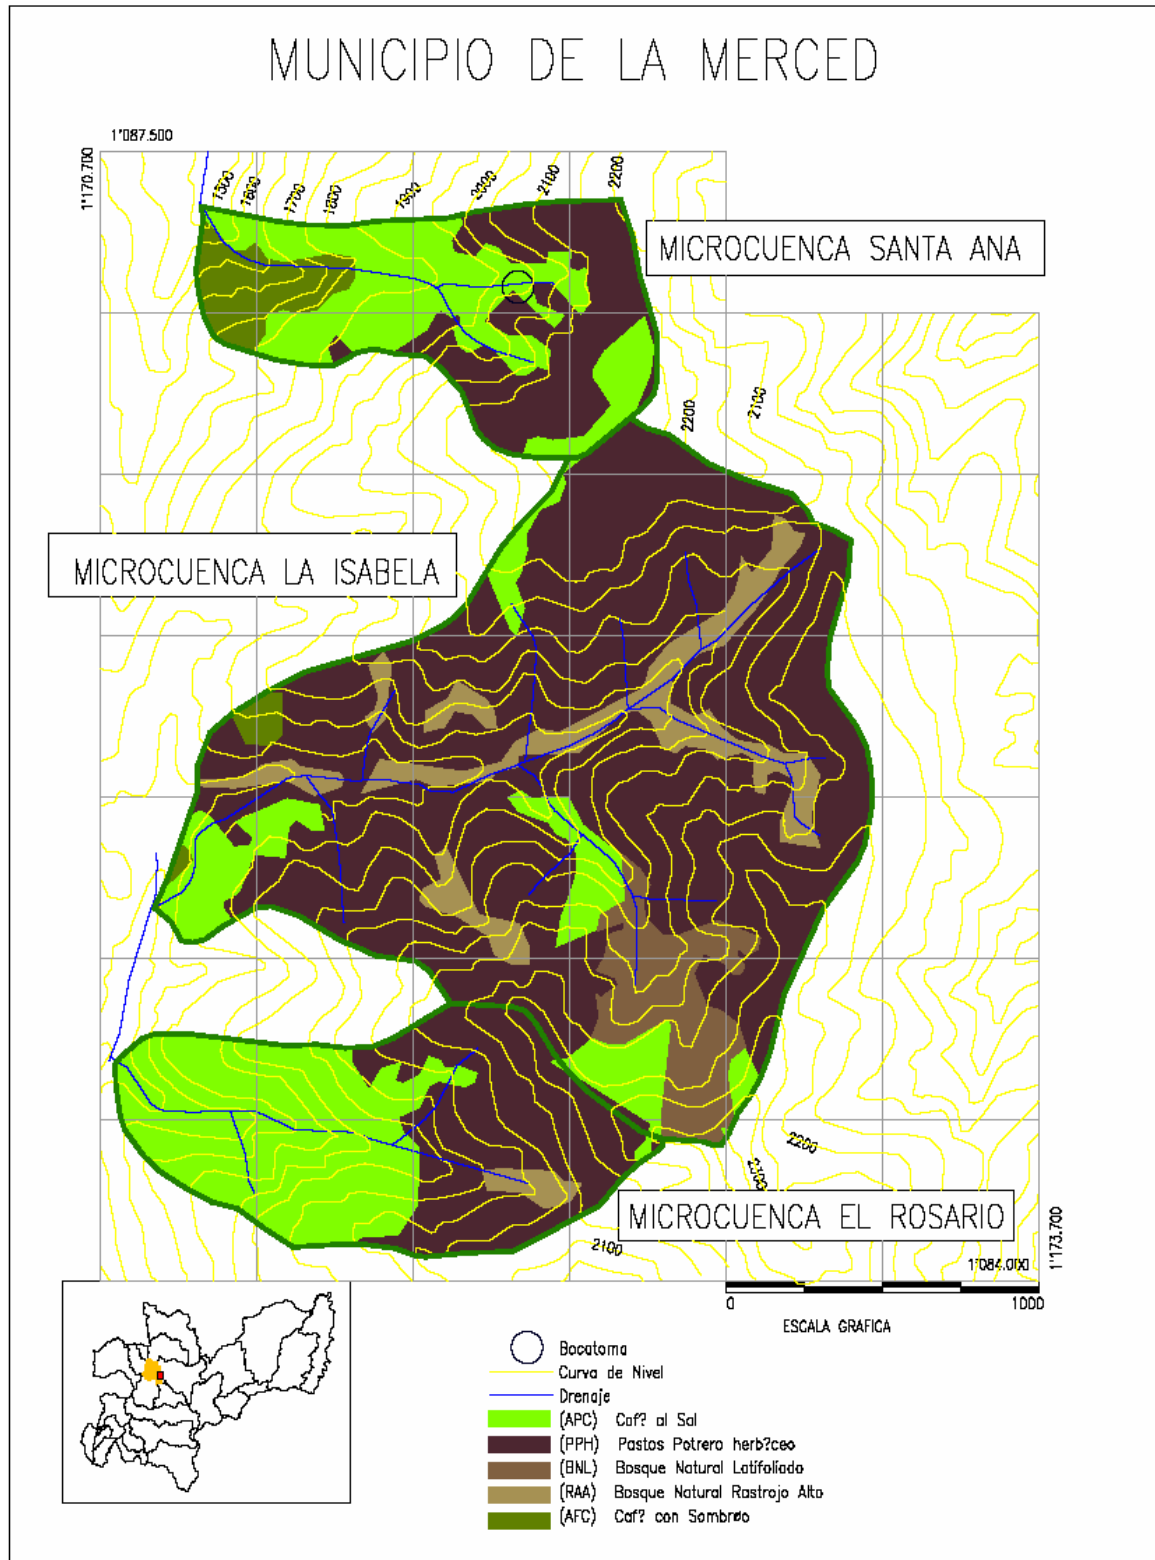 MUNICIPIO DE LA MERCED
1"087.500
1"170.700
1300
1600
1700
1800
1900
2000
2100
2200
MICROCUENCA SANTA ANA
2200
2100
MICROCUENCA LA ISABELA
2200
2300
MICROCUENCA EL ROSARIO
2100
1"084.000
1"173.700
0
1000
ESCALA GRAFICA
Bocatoma
Curva de Nivel
Drenaje
(APC) Caf? al Sol
(PPH) Pastos Potrero herb?ceo
(BNL) Bosque Natural Latifoliado
(RAA) Bosque Natural Rastrojo Alto
(AFC) Caf? con Sombrío